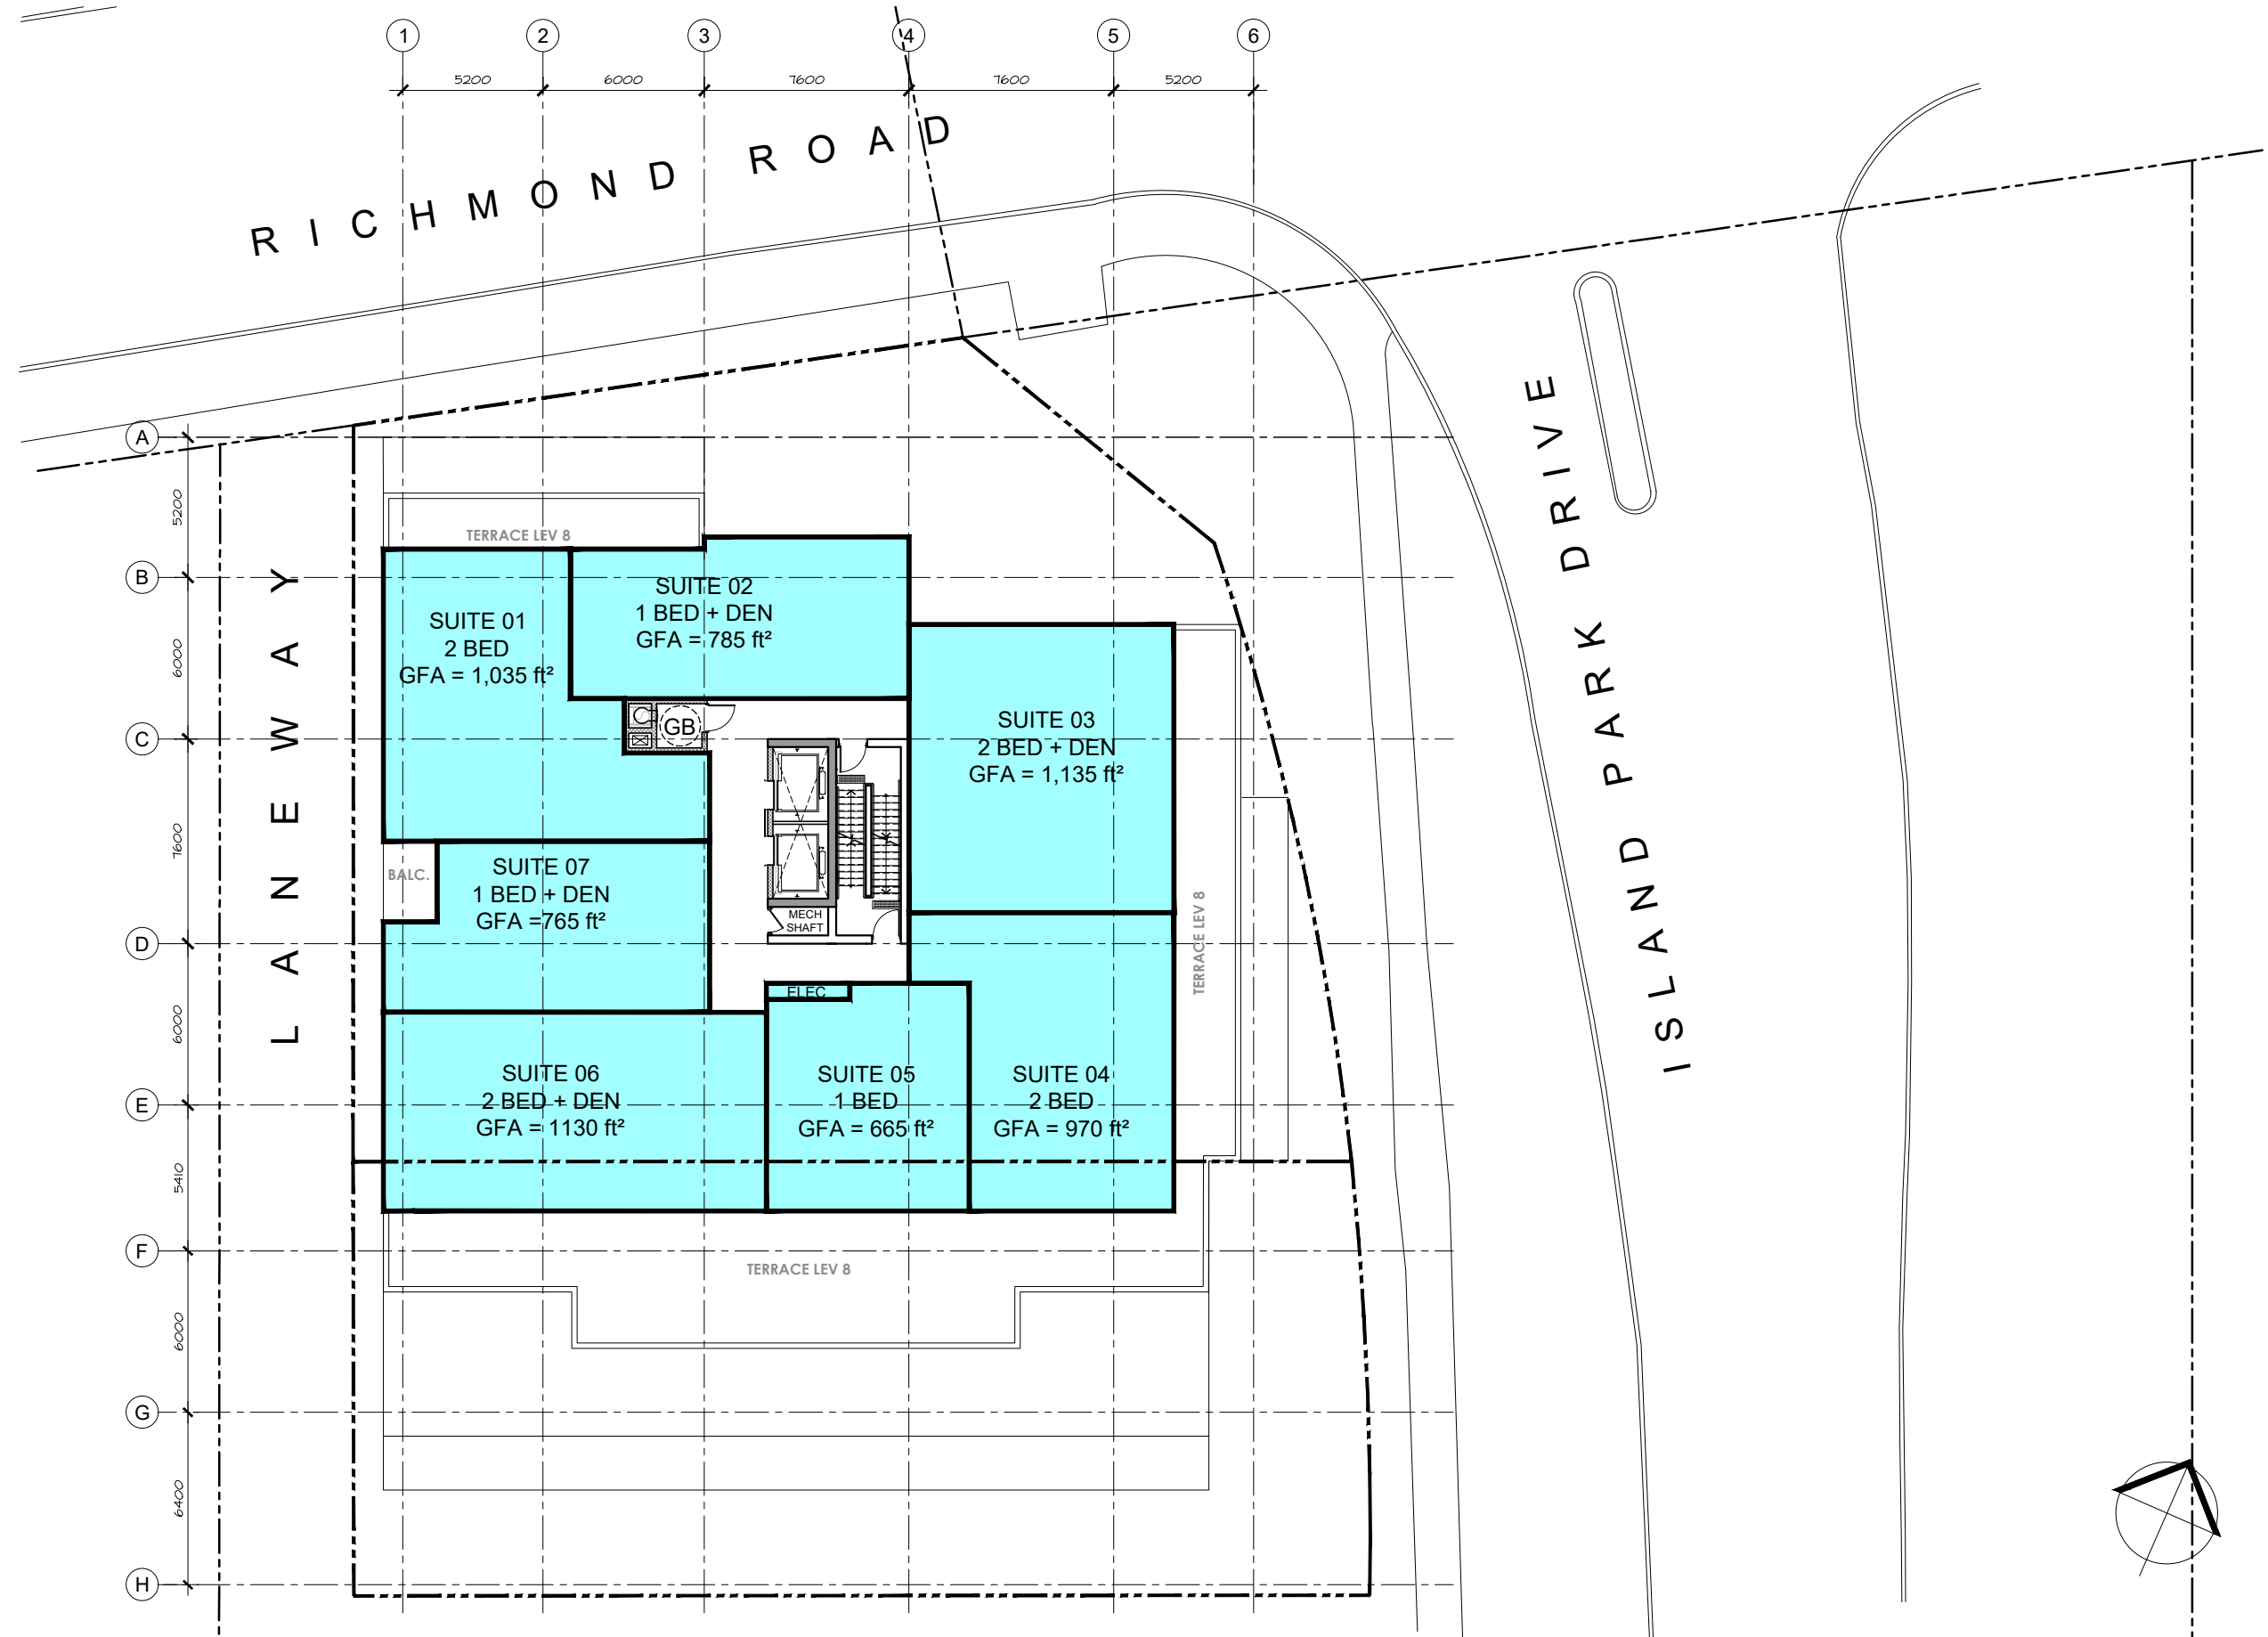 1 2 3 4 5 6
5200 6000 7600 7600 5200
RICHMOND ROAD
A
5200
B
6000
C
7600
D
6000
E
5410
F
6000
G
6400
H
LANEWAY
ISLAND PARK DRIVE
TERRACE LEV 8
SUITE 01
2 BED
GFA = 1,035 ft²
SUITE 02
1 BED + DEN
GFA = 785 ft²
GB
SUITE 03
2 BED + DEN
GFA = 1,135 ft²
BALC.
SUITE 07
1 BED + DEN
GFA =765 ft²
MECH
SHAFT
TERRACE LEV 8
ELEC
SUITE 06
2 BED + DEN
GFA = 1130 ft²
SUITE 05
1 BED
GFA = 665 ft²
SUITE 04
2 BED
GFA = 970 ft²
TERRACE LEV 8